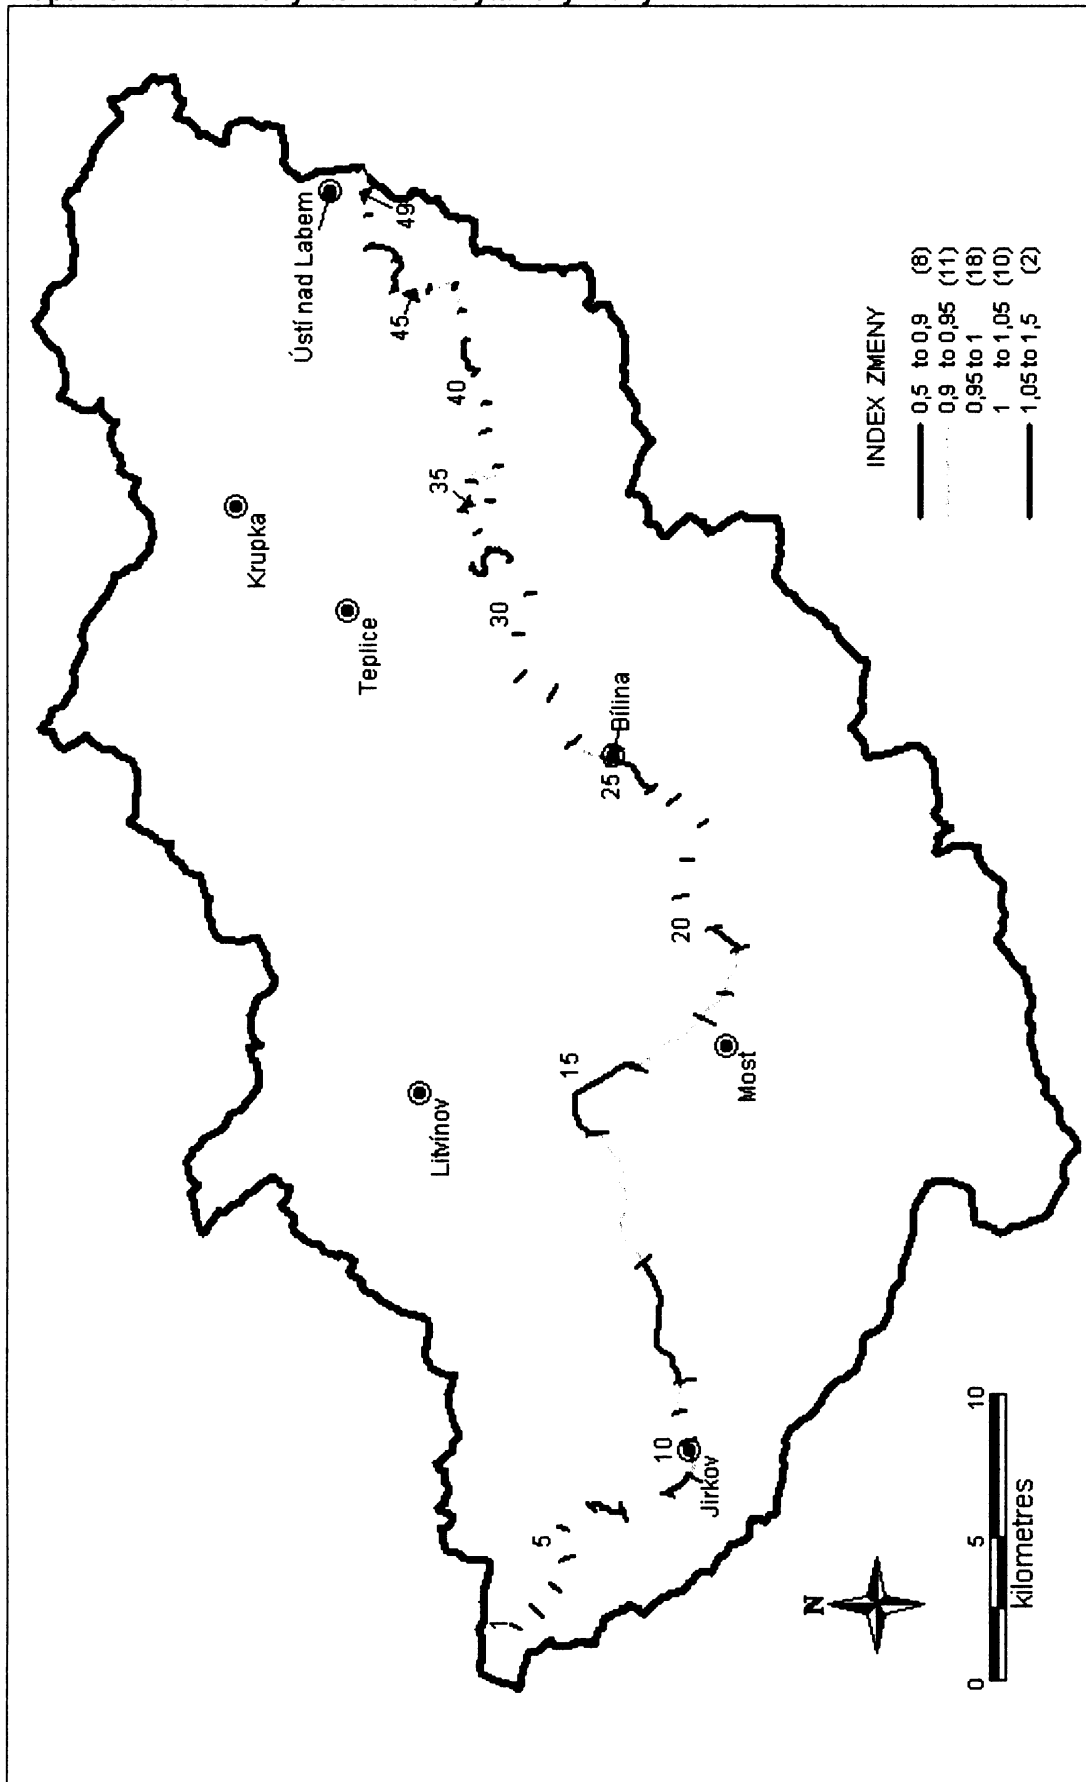 Ústí nad Labem
49
45
40
Krupka
35
Teplice
30
Bílina
25
20
15
Most
Litvínov
10
Jirkov
5
1
INDEX ZMENY
0,5 to 0,9 (8)
0,9 to 0,95 (11)
0,95 to 1 (18)
1 to 1,05 (10)
1,05 to 1,5 (2)
N
0 5 10
kilometres